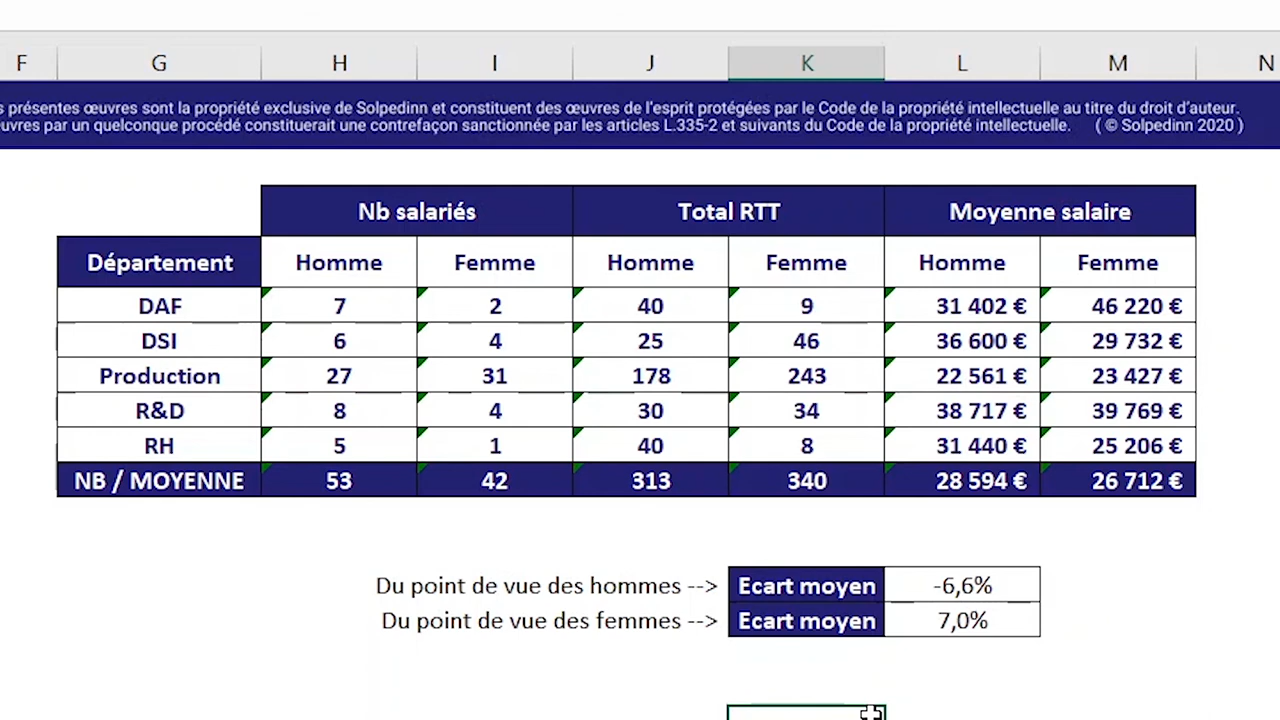 F G H I J K L M N
s présentes œuvres sont la propriété exclusive de Solpedinn et constituent des œuvres de l'esprit protégées par le Code de la propriété intellectuelle au titre du droit d'auteur.
uvres par un quelconque procédé constituerait une contrefaçon sanctionnée par les articles L.335-2 et suivants du Code de la propriété intellectuelle. ( © Solpedinn 2020 )
Nb salariés Total RTT Moyenne salaire
Département Homme Femme Homme Femme Homme Femme
DAF 7 2 40 9 31 402 € 46 220 €
DSI 6 4 25 46 36 600 € 29 732 €
Production 27 31 178 243 22 561 € 23 427 €
R&D 8 4 30 34 38 717 € 39 769 €
RH 5 1 40 8 31 440 € 25 206 €
NB / MOYENNE 53 42 313 340 28 594 € 26 712 €
Du point de vue des hommes --> Ecart moyen -6,6%
Du point de vue des femmes --> Ecart moyen 7,0%